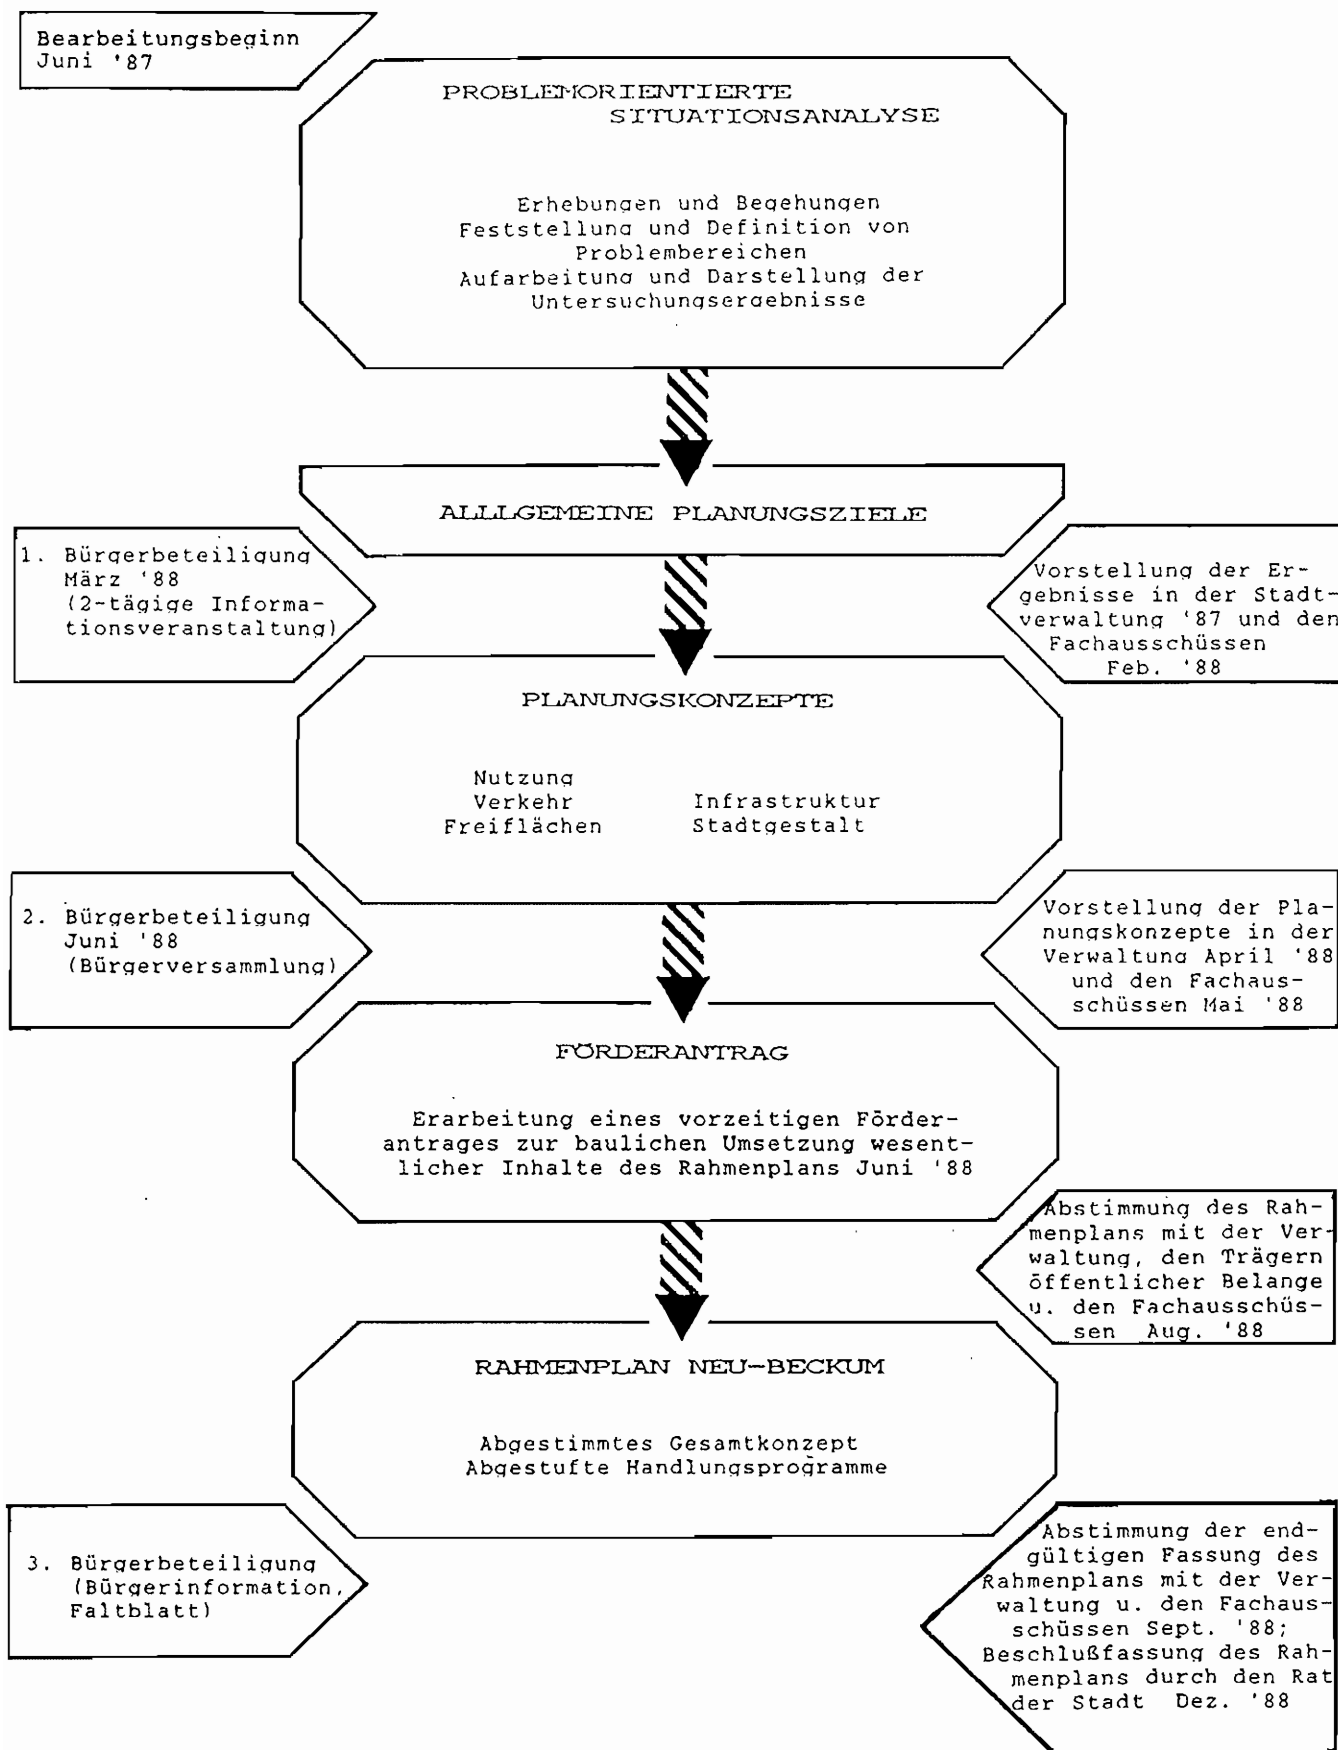 Bearbeitungsbeginn
Juni '87
PROBLEMORIENTIERTE
SITUATIONSANALYSE
Erhebungen und Begehungen
Feststellung und Definition von
Problembereichen
Aufarbeitung und Darstellung der
Untersuchungsergebnisse
ALLLGEMEINE PLANUNGSZIELE
1. Bürgerbeteiligung
März '88
(2-tägige Informa-
tionsveranstaltung)
Vorstellung der Er-
gebnisse in der Stadt-
verwaltung '87 und den
Fachausschüssen
Feb. '88
PLANUNGSKONZEPTE
Nutzung
Verkehr
Freiflächen
Infrastruktur
Stadtgestalt
2. Bürgerbeteiligung
Juni '88
(Bürgerversammlung)
Vorstellung der Pla-
nungskonzepte in der
Verwaltung April '88
und den Fachaus-
schüssen Mai '88
FÖRDERANTRAG
Erarbeitung eines vorzeitigen Förder-
antrages zur baulichen Umsetzung wesent-
licher Inhalte des Rahmenplans Juni '88
Abstimmung des Rah-
menplans mit der Ver-
waltung, den Trägern
öffentlicher Belange
u. den Fachausschüs-
sen Aug. '88
RAHMENPLAN NEU-BECKUM
Abgestimmtes Gesamtkonzept
Abgestufte Handlungsprogramme
3. Bürgerbeteiligung
(Bürgerinformation,
Faltblatt)
Abstimmung der end-
gültigen Fassung des
Rahmenplans mit der Ver-
waltung u. den Fachaus-
schüssen Sept. '88;
Beschlußfassung des Rah-
menplans durch den Rat
der Stadt Dez. '88